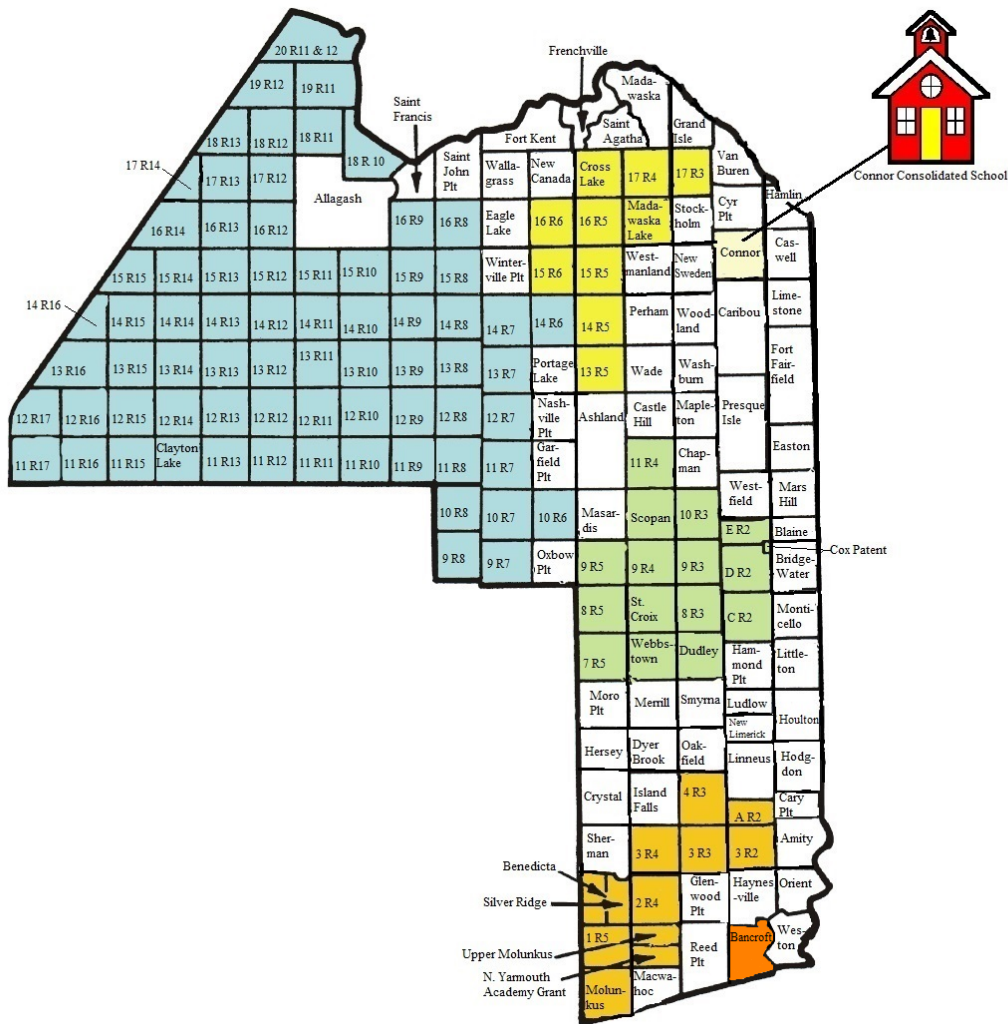 20 R11 & 12
Frenchville
19 R12
19 R11
Mada-
waska
Saint
Francis
Saint
Agatha
Grand
Isle
Fort Kent
18 R13
18 R12
18 R11
18 R 10
Connor Consolidated School
17 R14
17 R13
17 R12
Allagash
Saint
John
Plt
Walla-
grass
New
Canada
Cross
Lake
17 R4
17 R3
Van
Buren
Hamlin
16 R14
16 R13
16 R12
16 R9
16 R8
Eagle
Lake
16 R6
16 R5
Mada-
waska
Lake
Stock-
holm
Cyr
Plt
Connor
Cas-
well
15 R15
15 R14
15 R13
15 R12
15 R11
15 R10
15 R9
15 R8
Winter-
ville Plt
15 R6
15 R5
West-
manland
New
Sweden
14 R16
14 R15
14 R14
14 R13
14 R12
14 R11
14 R10
14 R9
14 R8
14 R7
14 R6
14 R5
Perham
Wood-
land
Caribou
Lime-
stone
13 R16
13 R15
13 R14
13 R13
13 R12
13 R11
13 R10
13 R9
13 R8
13 R7
Portage
Lake
13 R5
Wade
Wash-
burn
Fort
Fair-
field
12 R17
12 R16
12 R15
12 R14
12 R13
12 R12
12 R11
12 R10
12 R9
12 R8
12 R7
Nash-
ville
Plt
Ashland
Castle
Hill
Maple-
ton
Presque
Isle
11 R17
11 R16
11 R15
Clayton
Lake
11 R13
11 R12
11 R11
11 R10
11 R9
11 R8
11 R7
Gar-
field
Plt
11 R4
Chap-
man
Easton
10 R8
10 R7
10 R6
Masar-
dis
Scopan
10 R3
West-
field
Mars
Hill
E R2
Blaine
Cox Patent
9 R8
9 R7
Oxbow
Plt
9 R5
9 R4
9 R3
D R2
Bridge-
Water
8 R5
St.
Croix
8 R3
C R2
Monti-
cello
7 R5
Webbs-
town
Dudley
Ham-
mond
Plt
Little-
ton
Moro
Plt
Merrill
Smyrna
Ludlow
New
Limerick
Houlton
Hersey
Dyer
Brook
Oak-
field
Linneus
Hodg-
don
Crystal
Island
Falls
4 R3
A R2
Cary
Plt
Sher-
man
3 R4
3 R3
3 R2
Amity
Benedicta
Silver Ridge
2 R4
Glen-
wood
Plt
Haynes
-ville
Orient
1 R5
Upper Molunkus
Reed
Plt
Bancroft
Wes-
ton
N. Yarmouth
Academy Grant
Molun-
kus
Macwa-
hoc